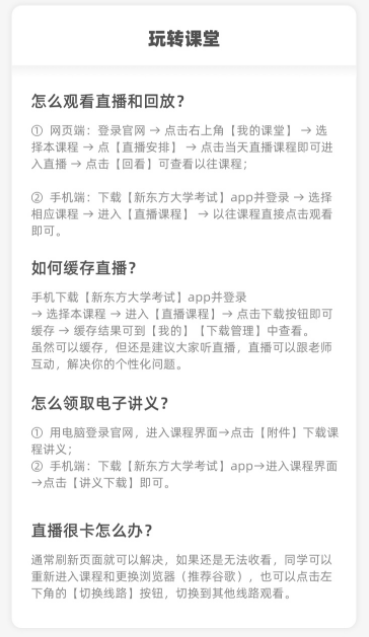 玩转课堂
怎么观看直播和回放？
① 网页端：登录官网 → 点击右上角【我的课堂】 → 选
择本课程 → 点【直播安排】 → 点击当天直播课程即可进
入直播 → 点击【回看】可查看以往课程；
② 手机端：下载【新东方大学考试】app并登录 → 选择
相应课程 → 进入【直播课程】 → 以往课程直接点击观看
即可。
如何缓存直播？
手机下载【新东方大学考试】app并登录
→ 选择本课程 → 进入【直播课程】→ 点击下载按钮即可
缓存 → 缓存结果可到【我的】【下载管理】中查看。
虽然可以缓存，但还是建议大家听直播，直播可以跟老师
互动，解决你的个性化问题。
怎么领取电子讲义？
① 用电脑登录官网，进入课程界面→点击【附件】下载课
程讲义；
② 手机端：下载【新东方大学考试】app→进入课程界面
→点击【讲义下载】即可。
直播很卡怎么办？
通常刷新页面就可以解决，如果还是无法收看，同学可以
重新进入课程和更换浏览器（推荐谷歌），也可以点击左
下角的【切换线路】按钮，切换到其他线路观看。